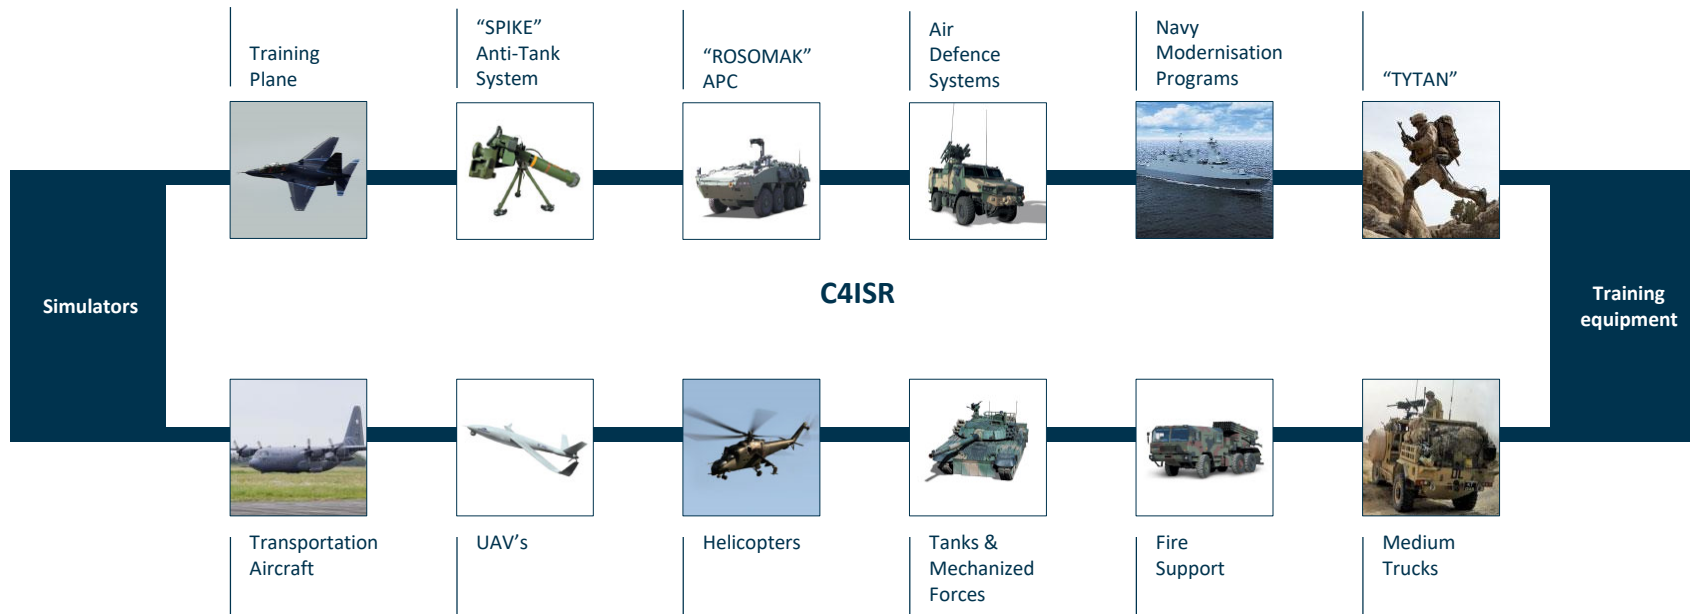 Training
Plane
“SPIKE”
Anti-Tank
System
“ROSOMAK”
APC
Air
Defence
Systems
Navy
Modernisation
Programs
“TYTAN”
Simulators
C4ISR
Training
equipment
Transportation
Aircraft
UAV's
Helicopters
Tanks &
Mechanized
Forces
Fire
Support
Medium
Trucks